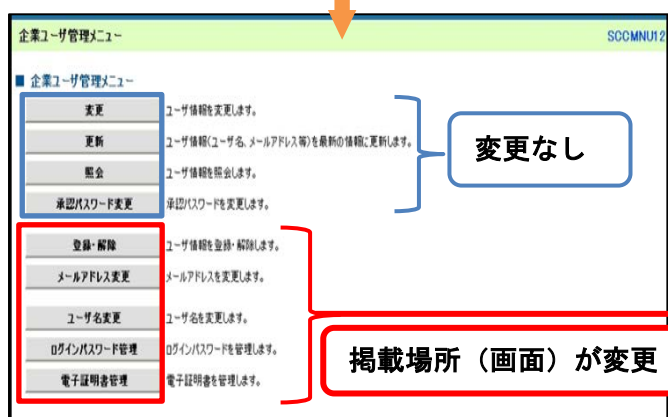 企業ユーザ管理メニュー SCCMNU12
■ 企業ユーザ管理メニュー
変更 ユーザ情報を変更します。
更新 ユーザ情報(ユーザ名、メールアドレス等)を最新の情報に更新します。
照会 ユーザ情報を照会します。
承認パスワード変更 承認パスワードを変更します。
変更なし
登録・解除 ユーザ情報を登録・解除します。
メールアドレス変更 メールアドレスを変更します。
ユーザ名変更 ユーザ名を変更します。
ログインパスワード管理 ログインパスワードを管理します。
電子証明書管理 電子証明書を管理します。
掲載場所（画面）が変更